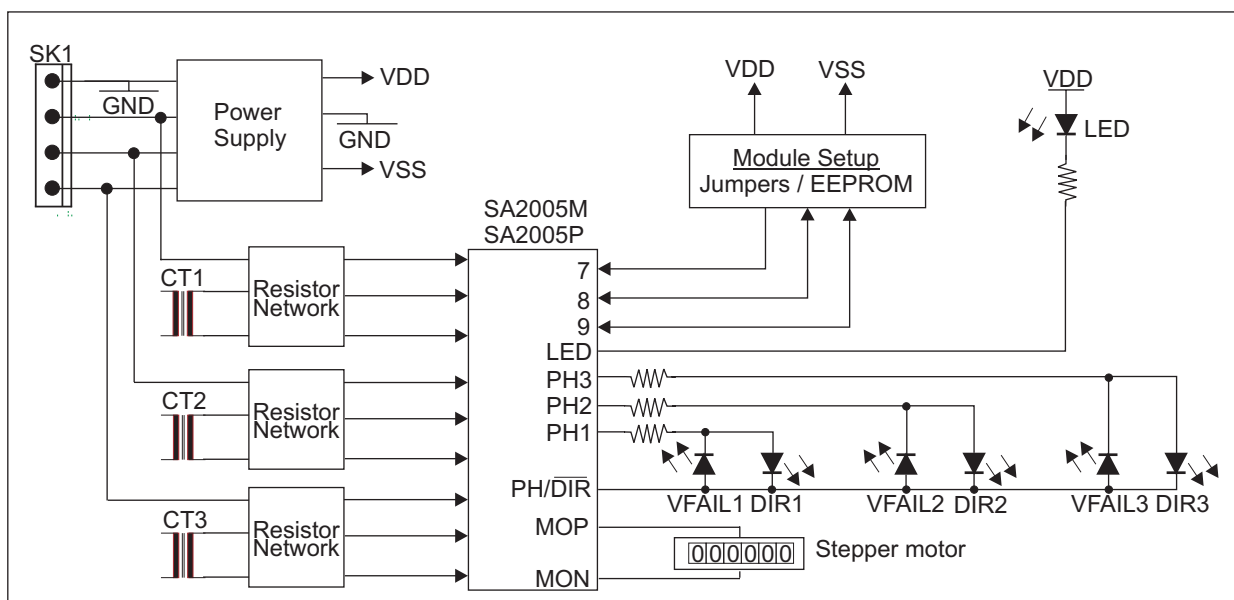 SK1
GND
Power
Supply
VDD
GND
VSS
VDD
VSS
Module Setup
Jumpers / EEPROM
VDD
LED
SA2005M
SA2005P
CT1
Resistor
Network
CT2
Resistor
Network
CT3
Resistor
Network
7
8
9
LED
PH3
PH2
PH1
PH/D̅I̅R̅
MOP
MON
VFAIL1
DIR1
VFAIL2
DIR2
VFAIL3
DIR3
000000
Stepper motor